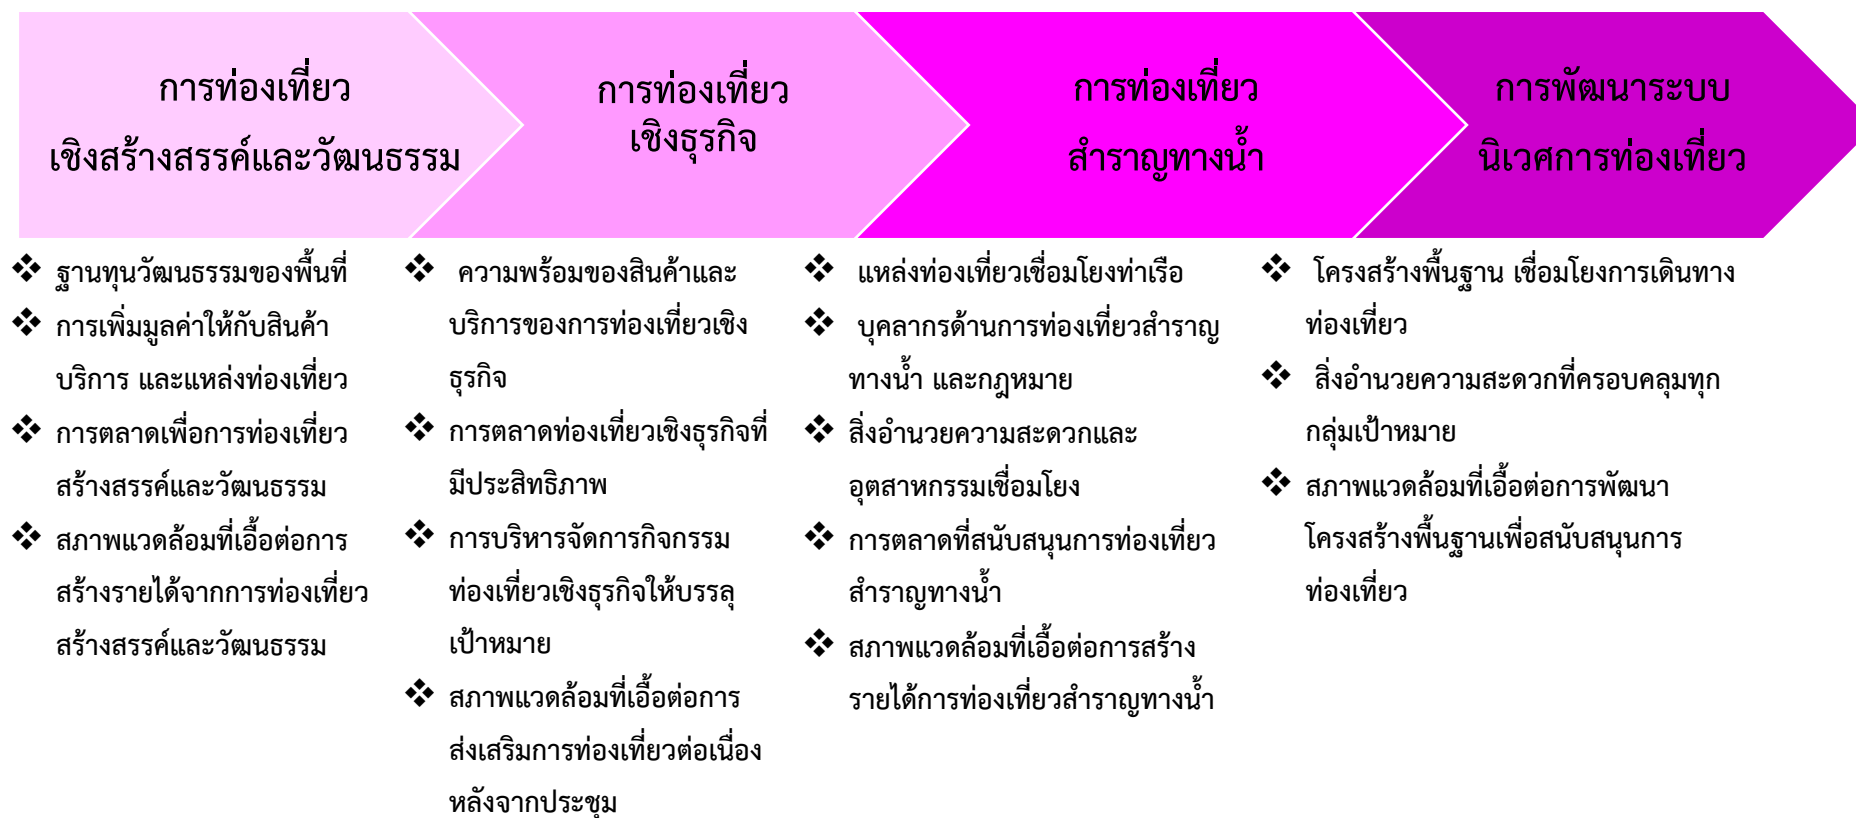 การท่องเที่ยว
เชิงสร้างสรรค์และวัฒนธรรม
การท่องเที่ยว
เชิงธุรกิจ
การท่องเที่ยว
สำราญทางน้ำ
การพัฒนาระบบ
นิเวศการท่องเที่ยว
❖ ฐานทุนวัฒนธรรมของพื้นที่
❖ การเพิ่มมูลค่าให้กับสินค้า
บริการ และแหล่งท่องเที่ยว
❖ การตลาดเพื่อการท่องเที่ยว
สร้างสรรค์และวัฒนธรรม
❖ สภาพแวดล้อมที่เอื้อต่อการ
สร้างรายได้จากการท่องเที่ยว
สร้างสรรค์และวัฒนธรรม
❖ ความพร้อมของสินค้าและ
บริการของการท่องเที่ยวเชิง
ธุรกิจ
❖ การตลาดท่องเที่ยวเชิงธุรกิจที่
มีประสิทธิภาพ
❖ การบริหารจัดการกิจกรรม
ท่องเที่ยวเชิงธุรกิจให้บรรลุ
เป้าหมาย
❖ สภาพแวดล้อมที่เอื้อต่อการ
ส่งเสริมการท่องเที่ยวต่อเนื่อง
หลังจากประชุม
❖ แหล่งท่องเที่ยวเชื่อมโยงท่าเรือ
❖ บุคลากรด้านการท่องเที่ยวสำราญ
ทางน้ำ และกฎหมาย
❖ สิ่งอำนวยความสะดวกและ
อุตสาหกรรมเชื่อมโยง
❖ การตลาดที่สนับสนุนการท่องเที่ยว
สำราญทางน้ำ
❖ สภาพแวดล้อมที่เอื้อต่อการสร้าง
รายได้การท่องเที่ยวสำราญทางน้ำ
❖ โครงสร้างพื้นฐาน เชื่อมโยงการเดินทาง
ท่องเที่ยว
❖ สิ่งอำนวยความสะดวกที่ครอบคลุมทุก
กลุ่มเป้าหมาย
❖ สภาพแวดล้อมที่เอื้อต่อการพัฒนา
โครงสร้างพื้นฐานเพื่อสนับสนุนการ
ท่องเที่ยว